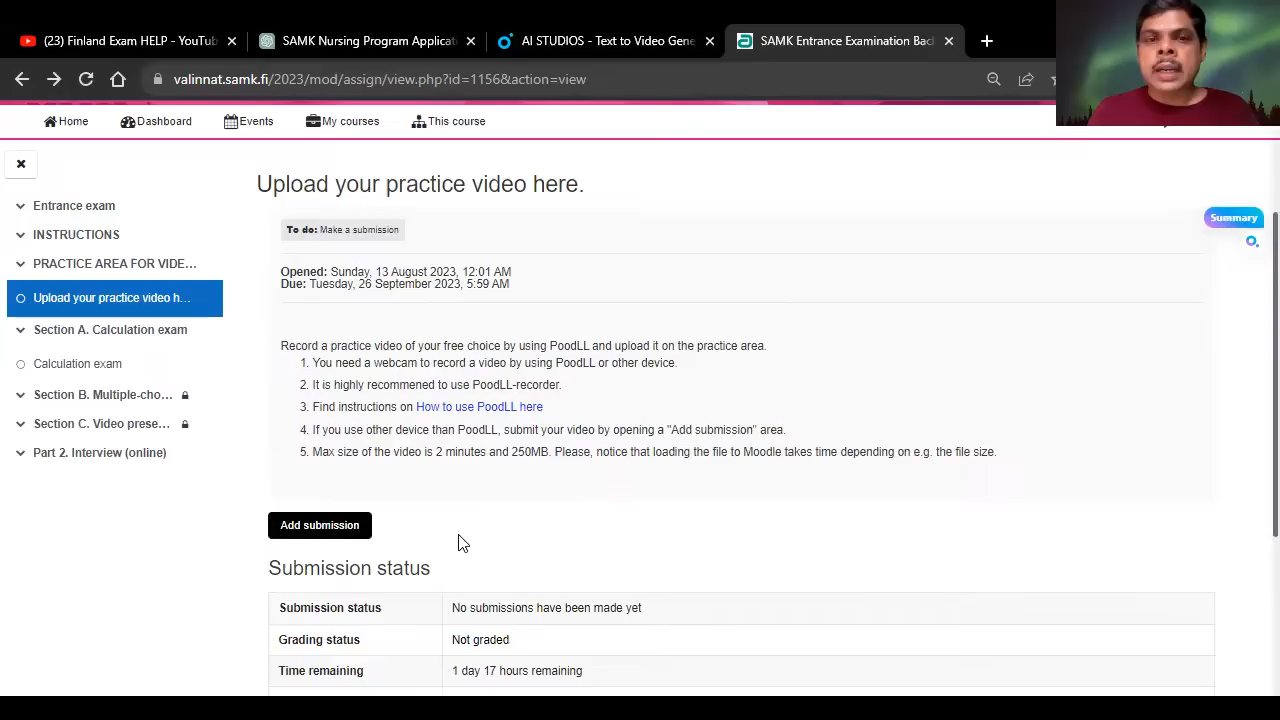 (23) Finland Exam HELP - YouTu
SAMK Nursing Program Applicat
AI STUDIOS - Text to Video Gene
SAMK Entrance Examination Bac
valinnat.samk.fi/2023/mod/assign/view.php?id=1156&action=view
Home
Dashboard
Events
My courses
This course
Entrance exam
INSTRUCTIONS
PRACTICE AREA FOR VIDE...
Upload your practice video h...
Section A. Calculation exam
Calculation exam
Section B. Multiple-cho...
Section C. Video prese...
Part 2. Interview (online)
Upload your practice video here.
To do: Make a submission
Opened: Sunday, 13 August 2023, 12:01 AM
Due: Tuesday, 26 September 2023, 5:59 AM
Record a practice video of your free choice by using PoodLL and upload it on the practice area.
1. You need a webcam to record a video by using PoodLL or other device.
2. It is highly recommened to use PoodLL-recorder.
3. Find instructions on How to use PoodLL here
4. If you use other device than PoodLL, submit your video by opening a "Add submission" area.
5. Max size of the video is 2 minutes and 250MB. Please, notice that loading the file to Moodle takes time depending on e.g. the file size.
Summary
Add submission
Submission status
Submission status No submissions have been made yet
Grading status Not graded
Time remaining 1 day 17 hours remaining